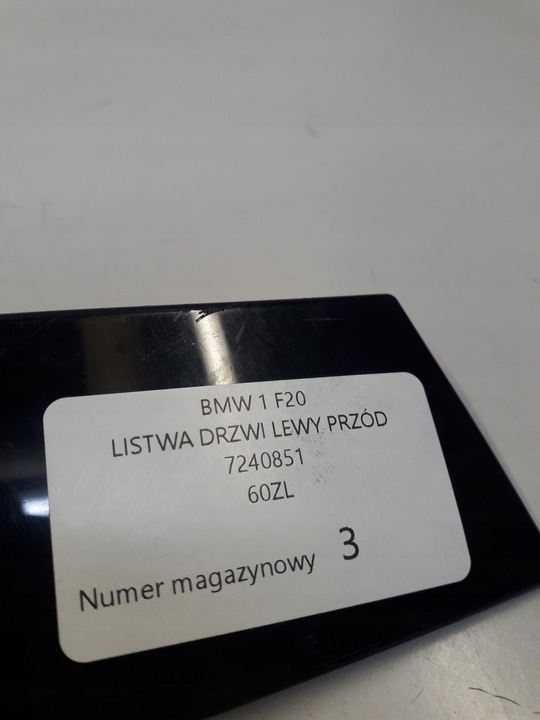 BMW 1 F20
LISTWA DRZWI LEWY PRZÓD
7240851
60ZL
Numer magazynowy 3